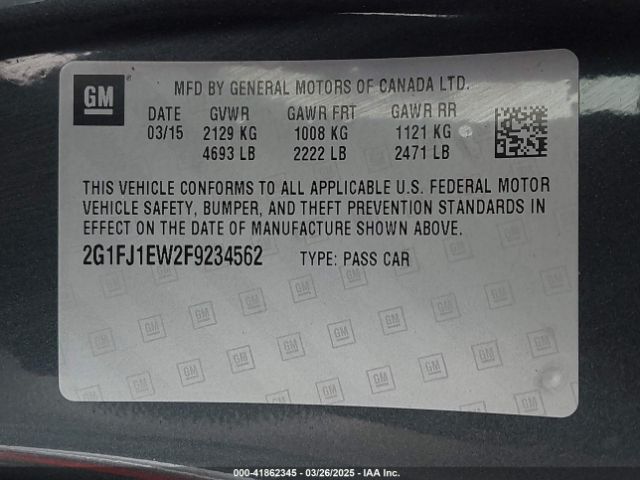 GM
MFD BY GENERAL MOTORS OF CANADA LTD.
DATE GVWR GAWR FRT GAWR RR
03/15 2129 KG 1008 KG 1121 KG
4693 LB 2222 LB 2471 LB
THIS VEHICLE CONFORMS TO ALL APPLICABLE U.S. FEDERAL MOTOR
VEHICLE SAFETY, BUMPER, AND THEFT PREVENTION STANDARDS IN
EFFECT ON THE DATE OF MANUFACTURE SHOWN ABOVE.
2G1FJ1EW2F9234562 TYPE: PASS CAR
000-41862345 - 03/26/2025 - IAA Inc.